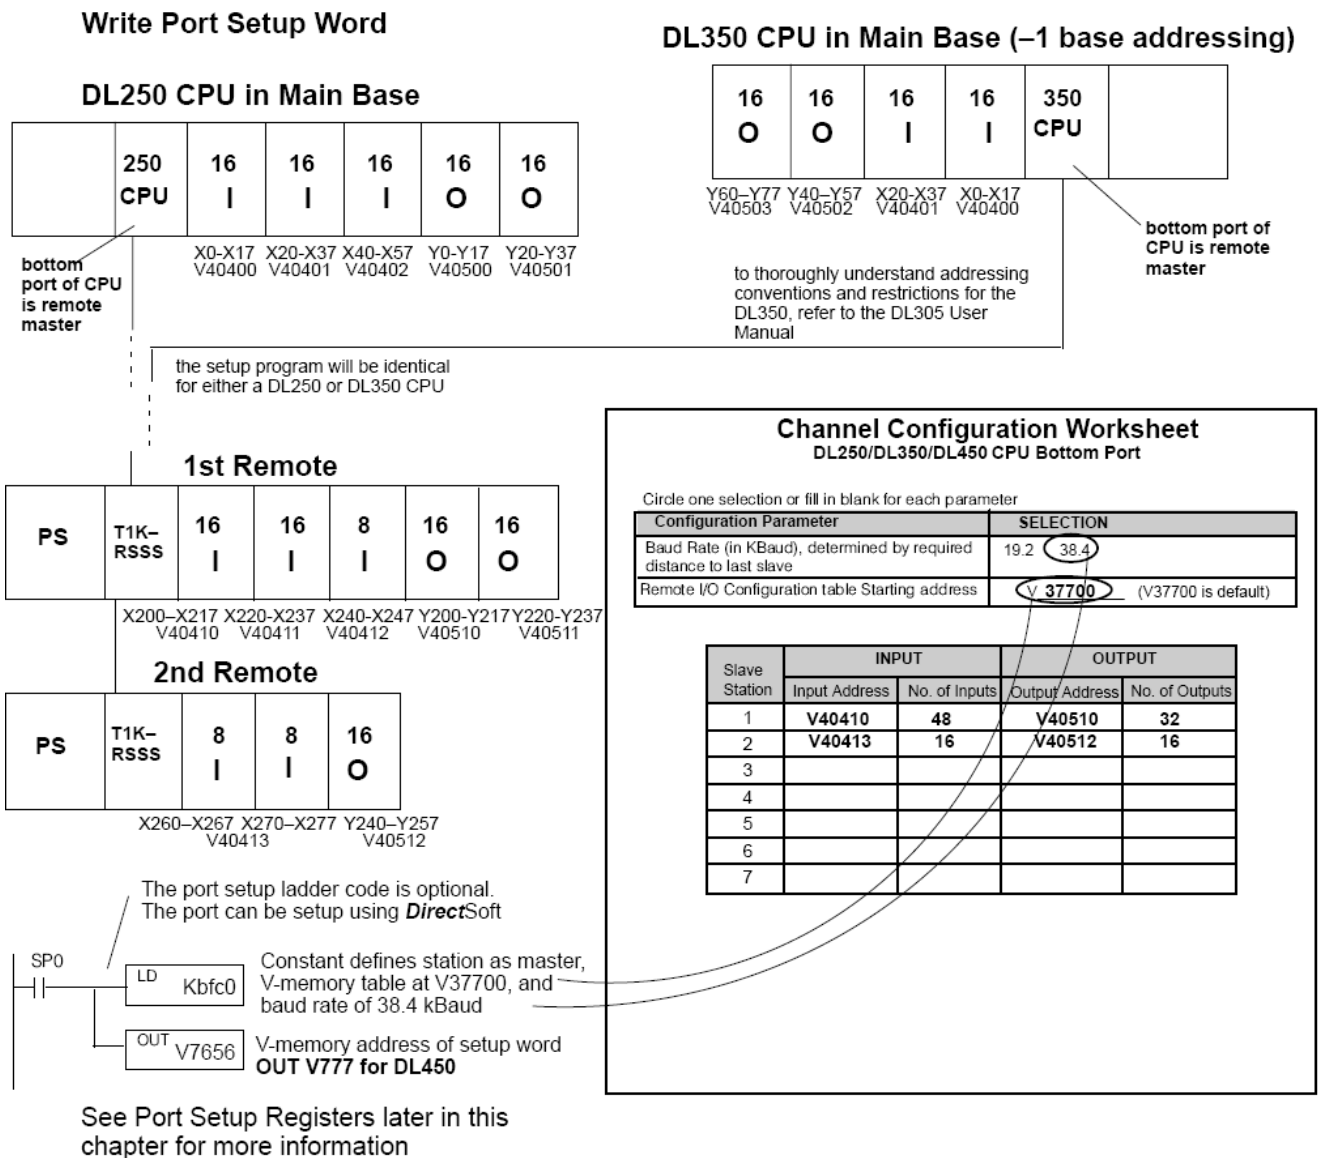 Write Port Setup Word
DL250 CPU in Main Base
250
CPU
16
I
16
I
16
I
16
O
16
O
X0-X17 X20-X37 X40-X57 Y0-Y17 Y20-Y37
V40400 V40401 V40402 V40500 V40501
bottom
port of CPU
is remote
master
DL350 CPU in Main Base (–1 base addressing)
16
O
16
O
16
I
16
I
350
CPU
Y60–Y77 Y40–Y57 X20-X37 X0-X17
V40503 V40502 V40401 V40400
bottom port of
CPU is remote
master
to thoroughly understand addressing
conventions and restrictions for the
DL350, refer to the DL305 User
Manual
the setup program will be identical
for either a DL250 or DL350 CPU
1st Remote
PS
T1K–
RSSS
16
I
16
I
8
I
16
O
16
O
X200–X217 X220-X237 X240-X247 Y200-Y217 Y220-Y237
V40410 V40411 V40412 V40510 V40511
2nd Remote
PS
T1K–
RSSS
8
I
8
I
16
O
X260–X267 X270–X277 Y240–Y257
V40413 V40512
The port setup ladder code is optional.
The port can be setup using DirectSoft
SP0
LD
Kbfc0
Constant defines station as master,
V-memory table at V37700, and
baud rate of 38.4 kBaud
OUT
V7656
V-memory address of setup word
OUT V777 for DL450
See Port Setup Registers later in this
chapter for more information
Channel Configuration Worksheet
DL250/DL350/DL450 CPU Bottom Port
Circle one selection or fill in blank for each parameter
Configuration Parameter SELECTION
Baud Rate (in KBaud), determined by required
distance to last slave
19.2 38.4
Remote I/O Configuration table Starting address V 37700 (V37700 is default)
Slave
Station
INPUT OUTPUT
Input Address No. of Inputs Output Address No. of Outputs
1 V40410 48 V40510 32
2 V40413 16 V40512 16
3
4
5
6
7